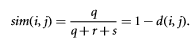 sim(i, j) = q / (q + r + s) = 1 − d(i, j).